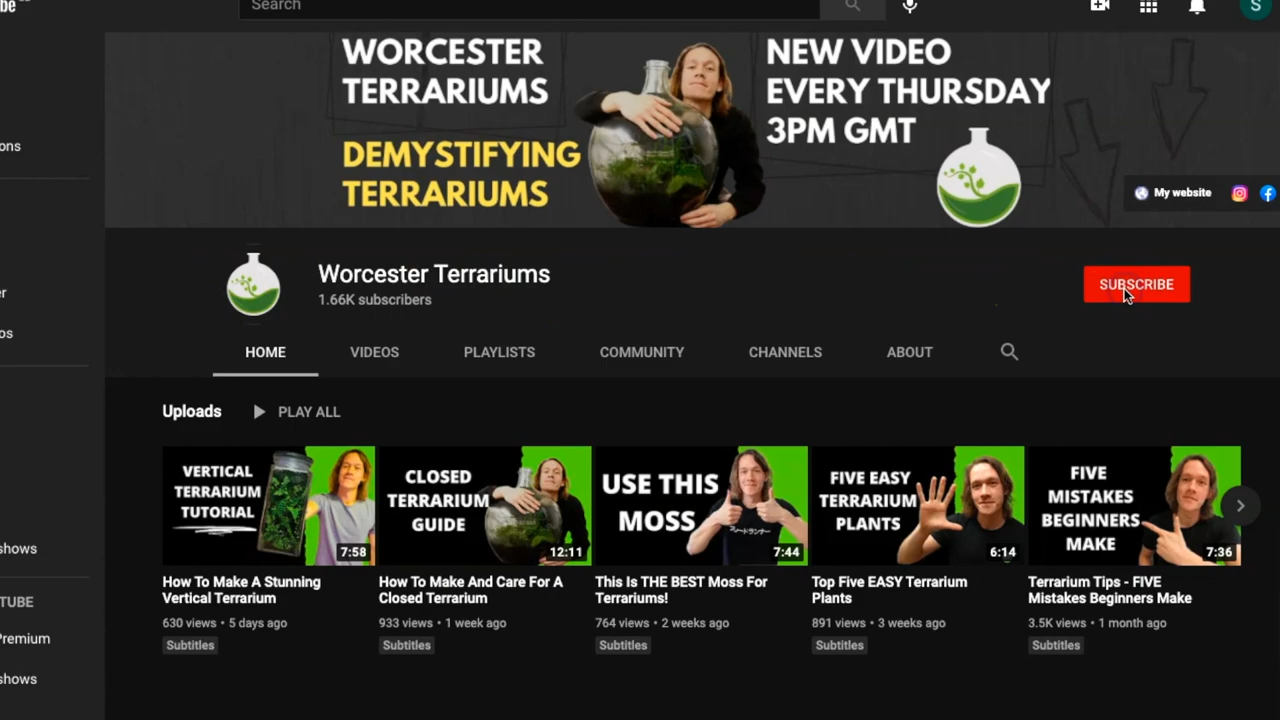 be
Search
S
WORCESTER
TERRARIUMS
DEMYSTIFYING
TERRARIUMS
NEW VIDEO
EVERY THURSDAY
3PM GMT
My website
ons
er
os
shows
TUBE
Premium
shows
Worcester Terrariums
1.66K subscribers
SUBSCRIBE
HOME VIDEOS PLAYLISTS COMMUNITY CHANNELS ABOUT
Uploads PLAY ALL
VERTICAL
TERRARIUM
TUTORIAL
7:58
How To Make A Stunning
Vertical Terrarium
630 views • 5 days ago
Subtitles
CLOSED
TERRARIUM
GUIDE
12:11
How To Make And Care For A
Closed Terrarium
933 views • 1 week ago
Subtitles
USE THIS
MOSS
7:44
This Is THE BEST Moss For
Terrariums!
764 views • 2 weeks ago
Subtitles
FIVE EASY
TERRARIUM
PLANTS
6:14
Top Five EASY Terrarium
Plants
891 views • 3 weeks ago
Subtitles
FIVE
MISTAKES
BEGINNERS
MAKE
7:36
Terrarium Tips - FIVE
Mistakes Beginners Make
3.5K views • 1 month ago
Subtitles